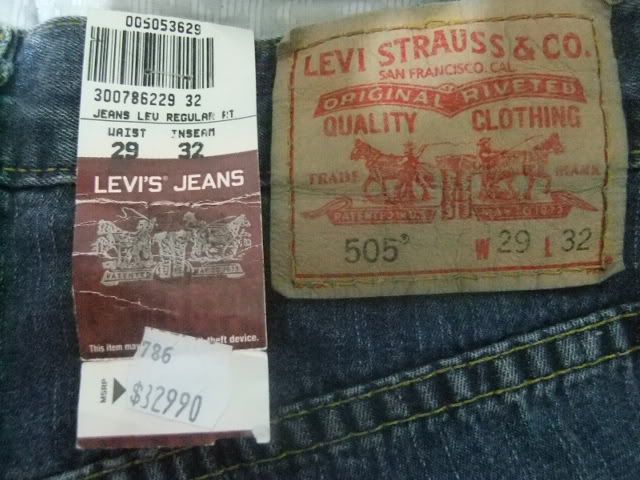 005053629
300786229 32
JEANS LEV REGULAR FT
WAIST INSEAM
29 32
LEVI'S® JEANS
This item may theft device.
786
MSRP
$32990
LEVI STRAUSS & CO.
SAN FRANCISCO, CAL
ORIGINAL RIVETED
QUALITY CLOTHING
TRADE MARK
505® W 29 L 32